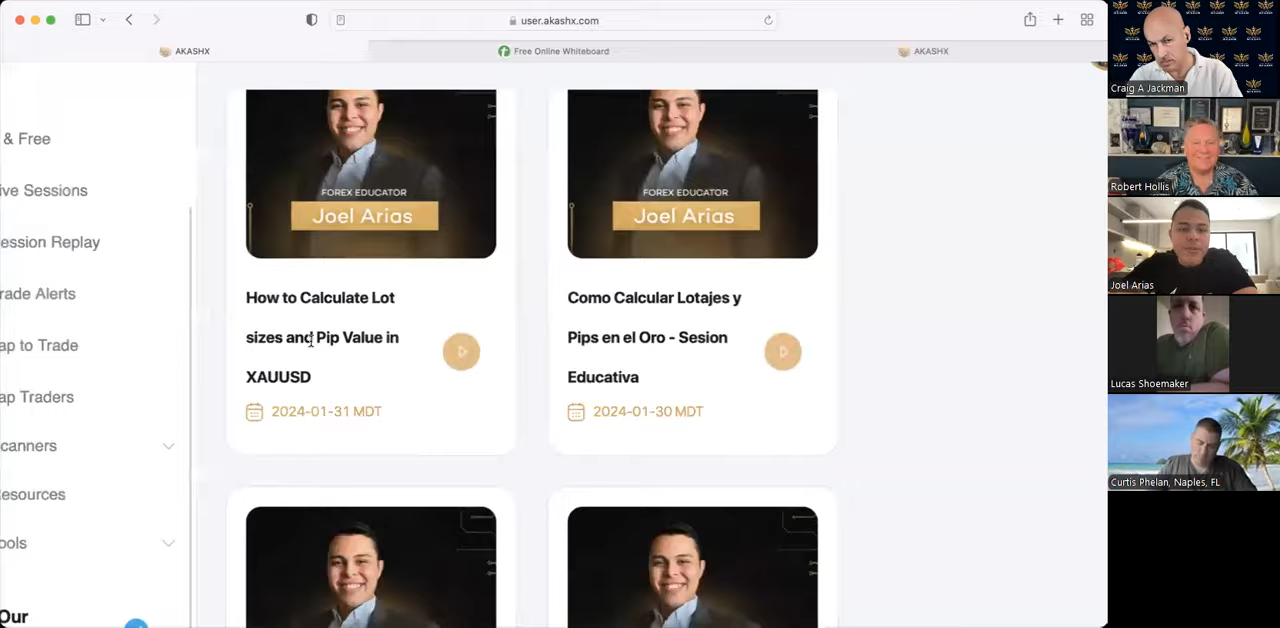 user.akashx.com
AKASHX
Free Online Whiteboard
AKASHX
& Free
ive Sessions
ession Replay
rade Alerts
ap to Trade
ap Traders
canners
esources
ools
Our
FOREX EDUCATOR
Joel Arias
How to Calculate Lot
sizes and Pip Value in
XAUUSD
2024-01-31 MDT
FOREX EDUCATOR
Joel Arias
Como Calcular Lotajes y
Pips en el Oro - Sesion
Educativa
2024-01-30 MDT
Craig A Jackman
Robert Hollis
Joel Arias
Lucas Shoemaker
Curtis Phelan, Naples, FL